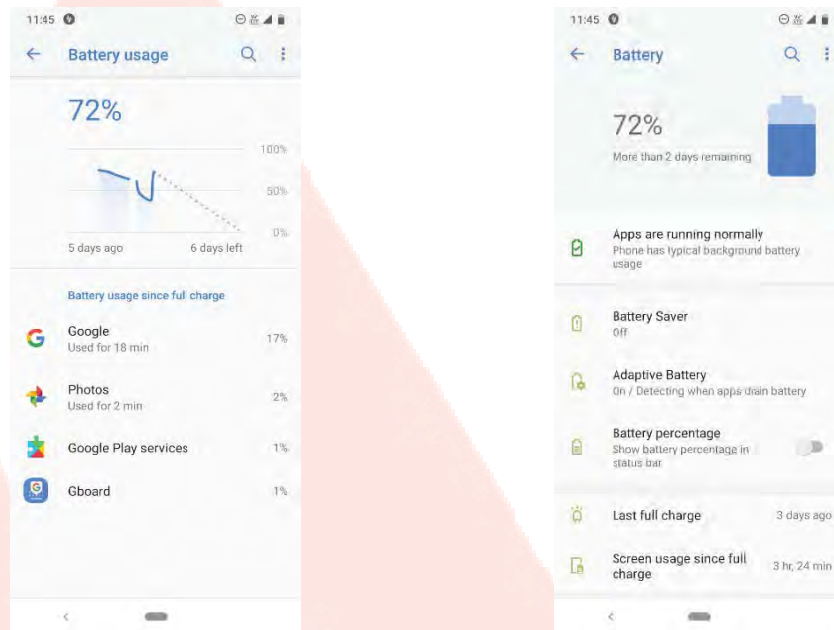 11:45
Battery usage
72%
100%
50%
0%
5 days ago 6 days left
Battery usage since ful charge
Google
Used for 18 min
17%
Photos
Used for 2 min
2%
Google Play services
1%
Gboard
1%
11:45
Battery
72%
More than 2 days remaining
Apps are running normally
Phone has typical background battery
usage
Battery Saver
Off
Adaptive Battery
On / Detecting when apps drain battery
Battery percentage
Show battery percentage in
status bar
Last full charge
3 days ago
Screen usage since full
charge
3 hr, 24 min